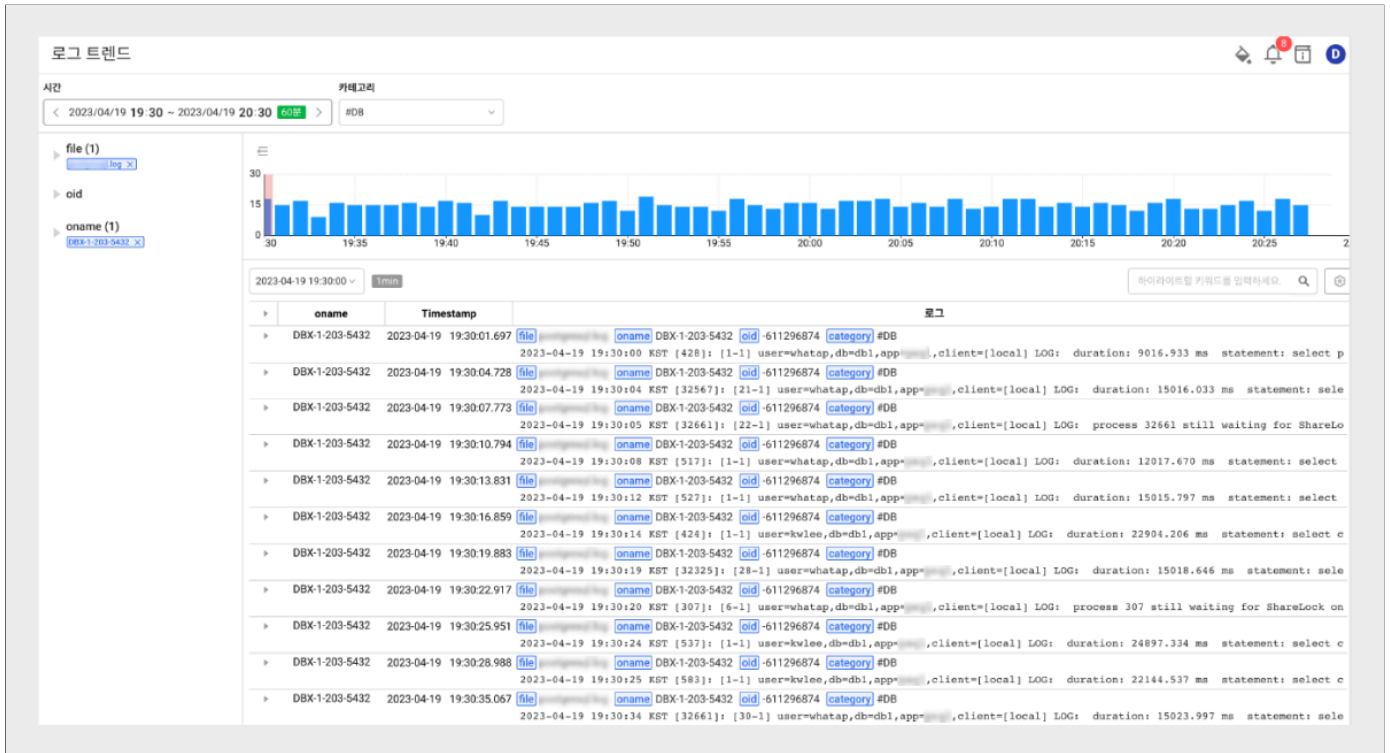 로그 트렌드
8
D
시간
카테고리
< 2023/04/19 19:30 ~ 2023/04/19 20:30 60분 >
#DB
file (1)
.log ×
oid
oname (1)
DBX-1-203-5432 ×
30
15
0
30 19:35 19:40 19:45 19:50 19:55 20:00 20:05 20:10 20:15 20:20 20:25 2
2023-04-19 19:30:00 1min
하이라이트할 키워드를 입력하세요.
oname Timestamp 로그
DBX-1-203-5432 2023-04-19 19:30:01.697 file oname DBX-1-203-5432 oid -611296874 category #DB
2023-04-19 19:30:00 KST [428]: [1-1] user=whatap,db=db1,app= ,client=[local] LOG: duration: 9016.933 ms statement: select p
DBX-1-203-5432 2023-04-19 19:30:04.728 file oname DBX-1-203-5432 oid -611296874 category #DB
2023-04-19 19:30:04 KST [32567]: [21-1] user=whatap,db=db1,app= ,client=[local] LOG: duration: 15016.033 ms statement: sele
DBX-1-203-5432 2023-04-19 19:30:07.773 file oname DBX-1-203-5432 oid -611296874 category #DB
2023-04-19 19:30:05 KST [32661]: [22-1] user=whatap,db=db1,app= ,client=[local] LOG: process 32661 still waiting for ShareLo
DBX-1-203-5432 2023-04-19 19:30:10.794 file oname DBX-1-203-5432 oid -611296874 category #DB
2023-04-19 19:30:08 KST [517]: [1-1] user=whatap,db=db1,app= ,client=[local] LOG: duration: 12017.670 ms statement: select
DBX-1-203-5432 2023-04-19 19:30:13.831 file oname DBX-1-203-5432 oid -611296874 category #DB
2023-04-19 19:30:12 KST [527]: [1-1] user=whatap,db=db1,app= ,client=[local] LOG: duration: 15015.797 ms statement: select
DBX-1-203-5432 2023-04-19 19:30:16.859 file oname DBX-1-203-5432 oid -611296874 category #DB
2023-04-19 19:30:14 KST [424]: [1-1] user=kwlee,db=db1,app= ,client=[local] LOG: duration: 22904.206 ms statement: select c
DBX-1-203-5432 2023-04-19 19:30:19.883 file oname DBX-1-203-5432 oid -611296874 category #DB
2023-04-19 19:30:19 KST [32325]: [28-1] user=whatap,db=db1,app= ,client=[local] LOG: duration: 15018.646 ms statement: sele
DBX-1-203-5432 2023-04-19 19:30:22.917 file oname DBX-1-203-5432 oid -611296874 category #DB
2023-04-19 19:30:20 KST [307]: [6-1] user=whatap,db=db1,app= ,client=[local] LOG: process 307 still waiting for ShareLock on
DBX-1-203-5432 2023-04-19 19:30:25.951 file oname DBX-1-203-5432 oid -611296874 category #DB
2023-04-19 19:30:24 KST [537]: [1-1] user=kwlee,db=db1,app= ,client=[local] LOG: duration: 24897.334 ms statement: select c
DBX-1-203-5432 2023-04-19 19:30:28.988 file oname DBX-1-203-5432 oid -611296874 category #DB
2023-04-19 19:30:25 KST [583]: [1-1] user=kwlee,db=db1,app= ,client=[local] LOG: duration: 22144.537 ms statement: select c
DBX-1-203-5432 2023-04-19 19:30:35.067 file oname DBX-1-203-5432 oid -611296874 category #DB
2023-04-19 19:30:34 KST [32661]: [30-1] user=whatap,db=db1,app= ,client=[local] LOG: duration: 15023.997 ms statement: sele